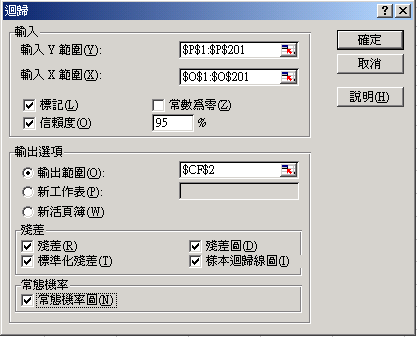 迴歸
輸入
輸入 Y 範圍(Y):
$P$1:$P$201
確定
輸入 X 範圍(X):
$O$1:$O$201
取消
標記(L)
常數爲零(Z)
說明(H)
信賴度(O)
95
%
輸出選項
輸出範圍(O):
$CF$2
新工作表(P):
新活頁簿(W)
殘差
殘差(R)
殘差圖(D)
標準化殘差(T)
樣本迴歸線圖(I)
常態機率
常態機率圖(N)